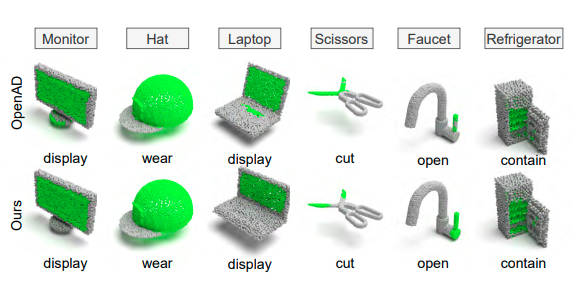 Monitor Hat Laptop Scissors Faucet Refrigerator
OpenAD
display wear display cut open contain
Ours
display wear display cut open contain